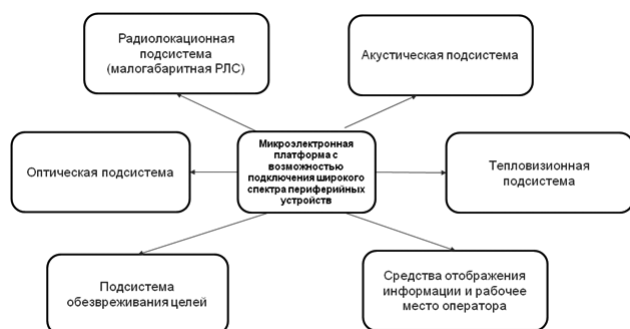 Радиолокационная
подсистема
(малогабаритная РЛС)
Акустическая подсистема
Микроэлектронная
платформа с
возможностью
подключения широкого
спектра периферийных
устройств
Оптическая подсистема
Тепловизионная
подсистема
Подсистема
обезвреживания целей
Средства отображения
информации и рабочее
место оператора